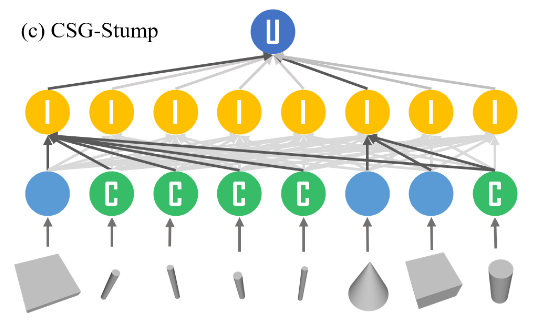 (c) CSG-Stump
U
I I I I I I I I
C C C C C